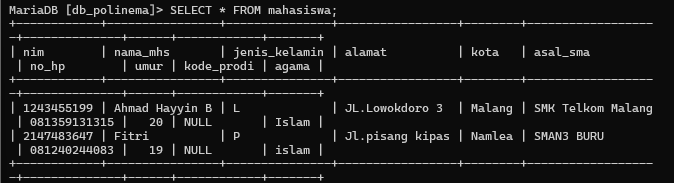 MariaDB [db_polinema]> SELECT * FROM mahasiswa;
+------------+----------------+---------------+-----------------+--------+-----------------
-+--------------+------+------------+-------+
| nim        | nama_mhs       | jenis_kelamin | alamat          | kota   | asal_sma
 | no_hp        | umur | kode_prodi | agama |
+------------+----------------+---------------+-----------------+--------+-----------------
-+--------------+------+------------+-------+
| 1243455199 | Ahmad Hayyin B | L             | JL.Lowokdoro 3  | Malang | SMK Telkom Malang
 | 081359131315 |   20 | NULL       | Islam |
| 2147483647 | Fitri          | P             | Jl.pisang kipas | Namlea | SMAN3 BURU
 | 081240244083 |   19 | NULL       | islam |
+------------+----------------+---------------+-----------------+--------+-----------------
-+--------------+------+------------+-------+